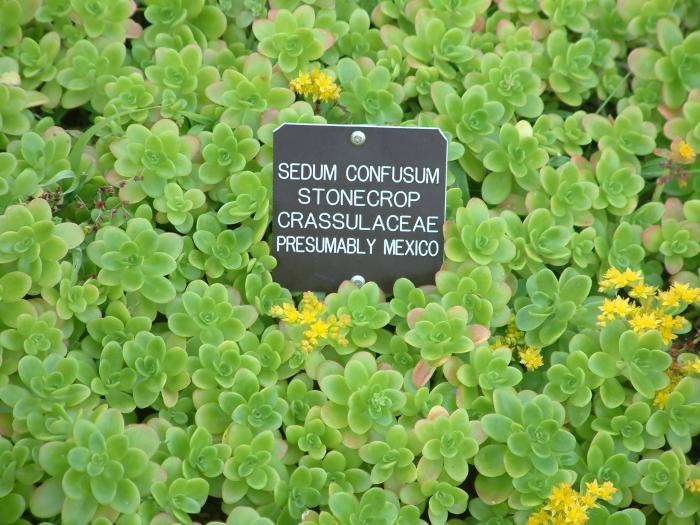 SEDUM CONFUSUM
STONECROP
CRASSULACEAE
PRESUMABLY MEXICO